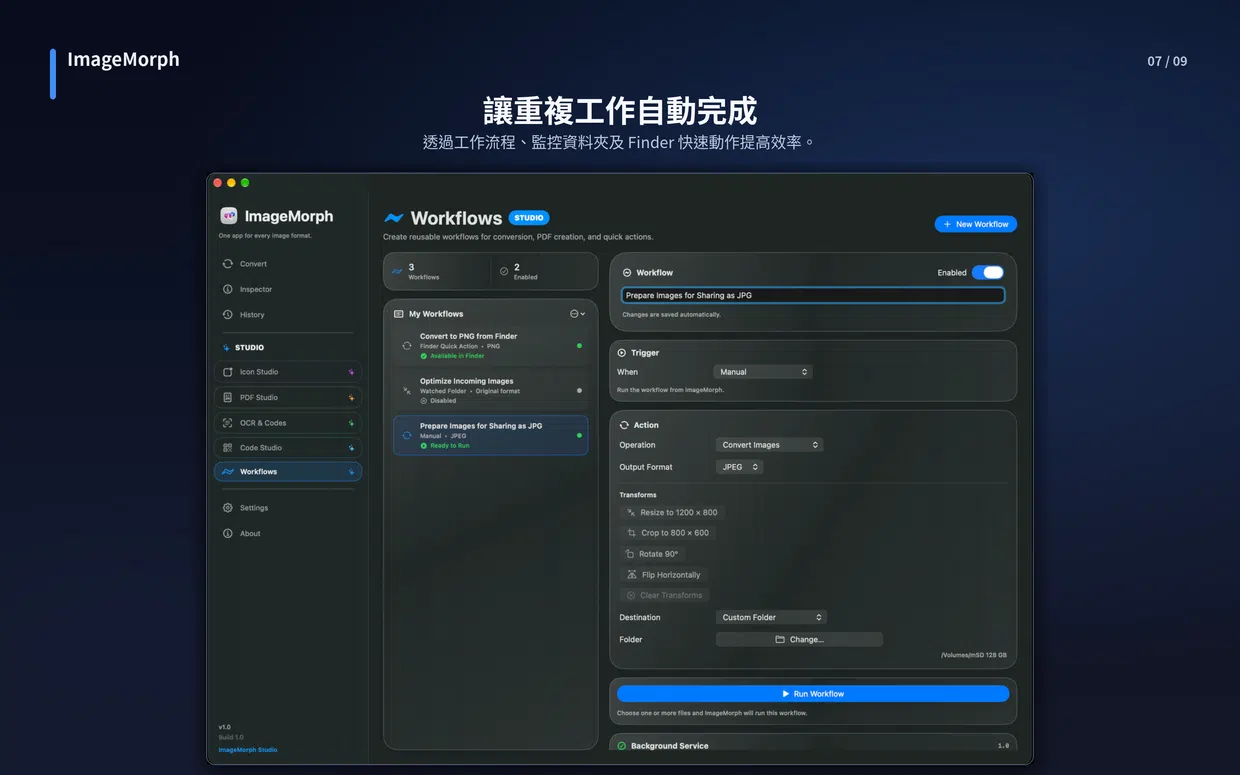 ImageMorph
07 / 09
讓重複工作自動完成
透過工作流程、監控資料夾及 Finder 快速動作提高效率。
ImageMorph
One app for every image format.
Convert
Inspector
History
STUDIO
Icon Studio
PDF Studio
OCR & Codes
Code Studio
Workflows
Settings
About
v1.0
Build 1.0
ImageMorph Studio
Workflows STUDIO
Create reusable workflows for conversion, PDF creation, and quick actions.
New Workflow
3
Workflows
2
Enabled
My Workflows
Convert to PNG from Finder
Finder Quick Action • PNG
Available in Finder
Optimize Incoming Images
Watched Folder • Original format
Disabled
Prepare Images for Sharing as JPG
Manual • JPEG
Ready to Run
Workflow
Enabled
Prepare Images for Sharing as JPG
Changes are saved automatically.
Trigger
When Manual
Run the workflow from ImageMorph.
Action
Operation Convert Images
Output Format JPEG
Transforms
Resize to 1200 × 800
Crop to 800 × 600
Rotate 90°
Flip Horizontally
Clear Transforms
Destination Custom Folder
Folder Change...
/Volumes/mSD 128 GB
Run Workflow
Choose one or more files and ImageMorph will run this workflow.
Background Service 1.0